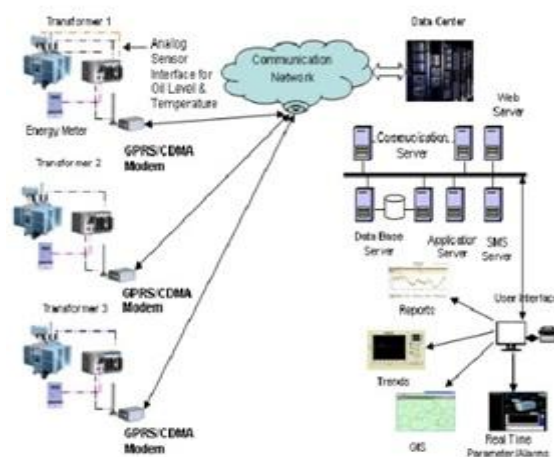 Transformer 1
Analog
Sensor
Interface for
Oil Level &
Temperature
Energy Meter
GPRS/CDMA
Modem
Communication
Network
Data Center
Web
Server
Communication
Server
Data Base
Server
Application
Server
SMS
Server
User Interface
Reports
Trends
GIS
Real Time
Parameter/Alarms
Transformer 2
GPRS/CDMA
Modem
Transformer 3
GPRS/CDMA
Modem